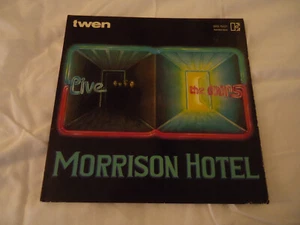 twen
live the doors
MORRISON HOTEL